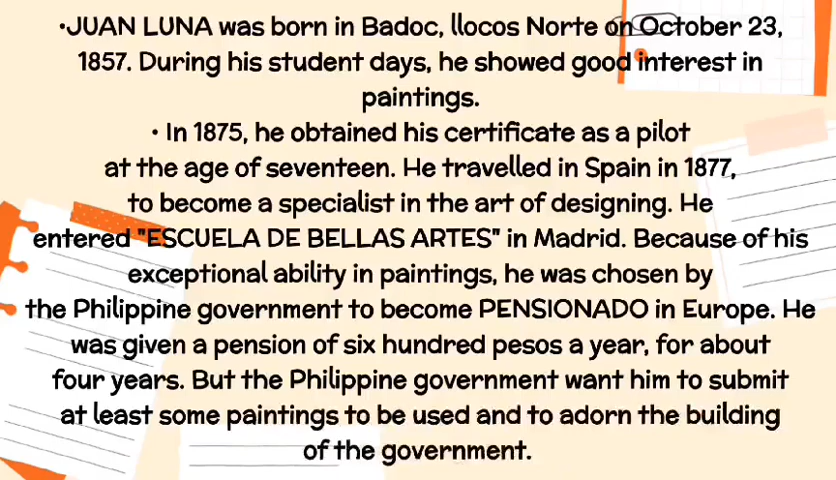 •JUAN LUNA was born in Badoc, llocos Norte on October 23,
1857. During his student days, he showed good interest in
paintings.
• In 1875, he obtained his certificate as a pilot
at the age of seventeen. He travelled in Spain in 1877,
to become a specialist in the art of designing. He
entered "ESCUELA DE BELLAS ARTES" in Madrid. Because of his
exceptional ability in paintings, he was chosen by
the Philippine government to become PENSIONADO in Europe. He
was given a pension of six hundred pesos a year, for about
four years. But the Philippine government want him to submit
at least some paintings to be used and to adorn the building
of the government.